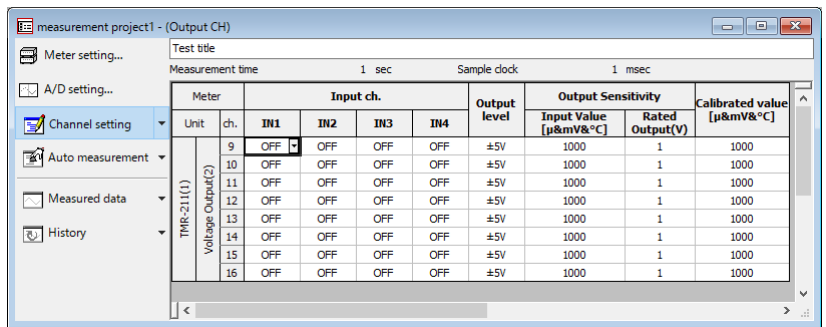 measurement project1 - (Output CH)
Meter setting...
A/D setting...
Channel setting
Auto measurement
Measured data
History
Test title
Measurement time 1 sec Sample clock 1 msec
Meter Input ch. Output level Output Sensitivity Calibrated value [μ&mV&°C]
Unit ch. IN1 IN2 IN3 IN4 Input Value [μ&mV&°C] Rated Output(V)
TMR-211(1)
Voltage Output(2)
9 OFF OFF OFF OFF ±5V 1000 1 1000
10 OFF OFF OFF OFF ±5V 1000 1 1000
11 OFF OFF OFF OFF ±5V 1000 1 1000
12 OFF OFF OFF OFF ±5V 1000 1 1000
13 OFF OFF OFF OFF ±5V 1000 1 1000
14 OFF OFF OFF OFF ±5V 1000 1 1000
15 OFF OFF OFF OFF ±5V 1000 1 1000
16 OFF OFF OFF OFF ±5V 1000 1 1000